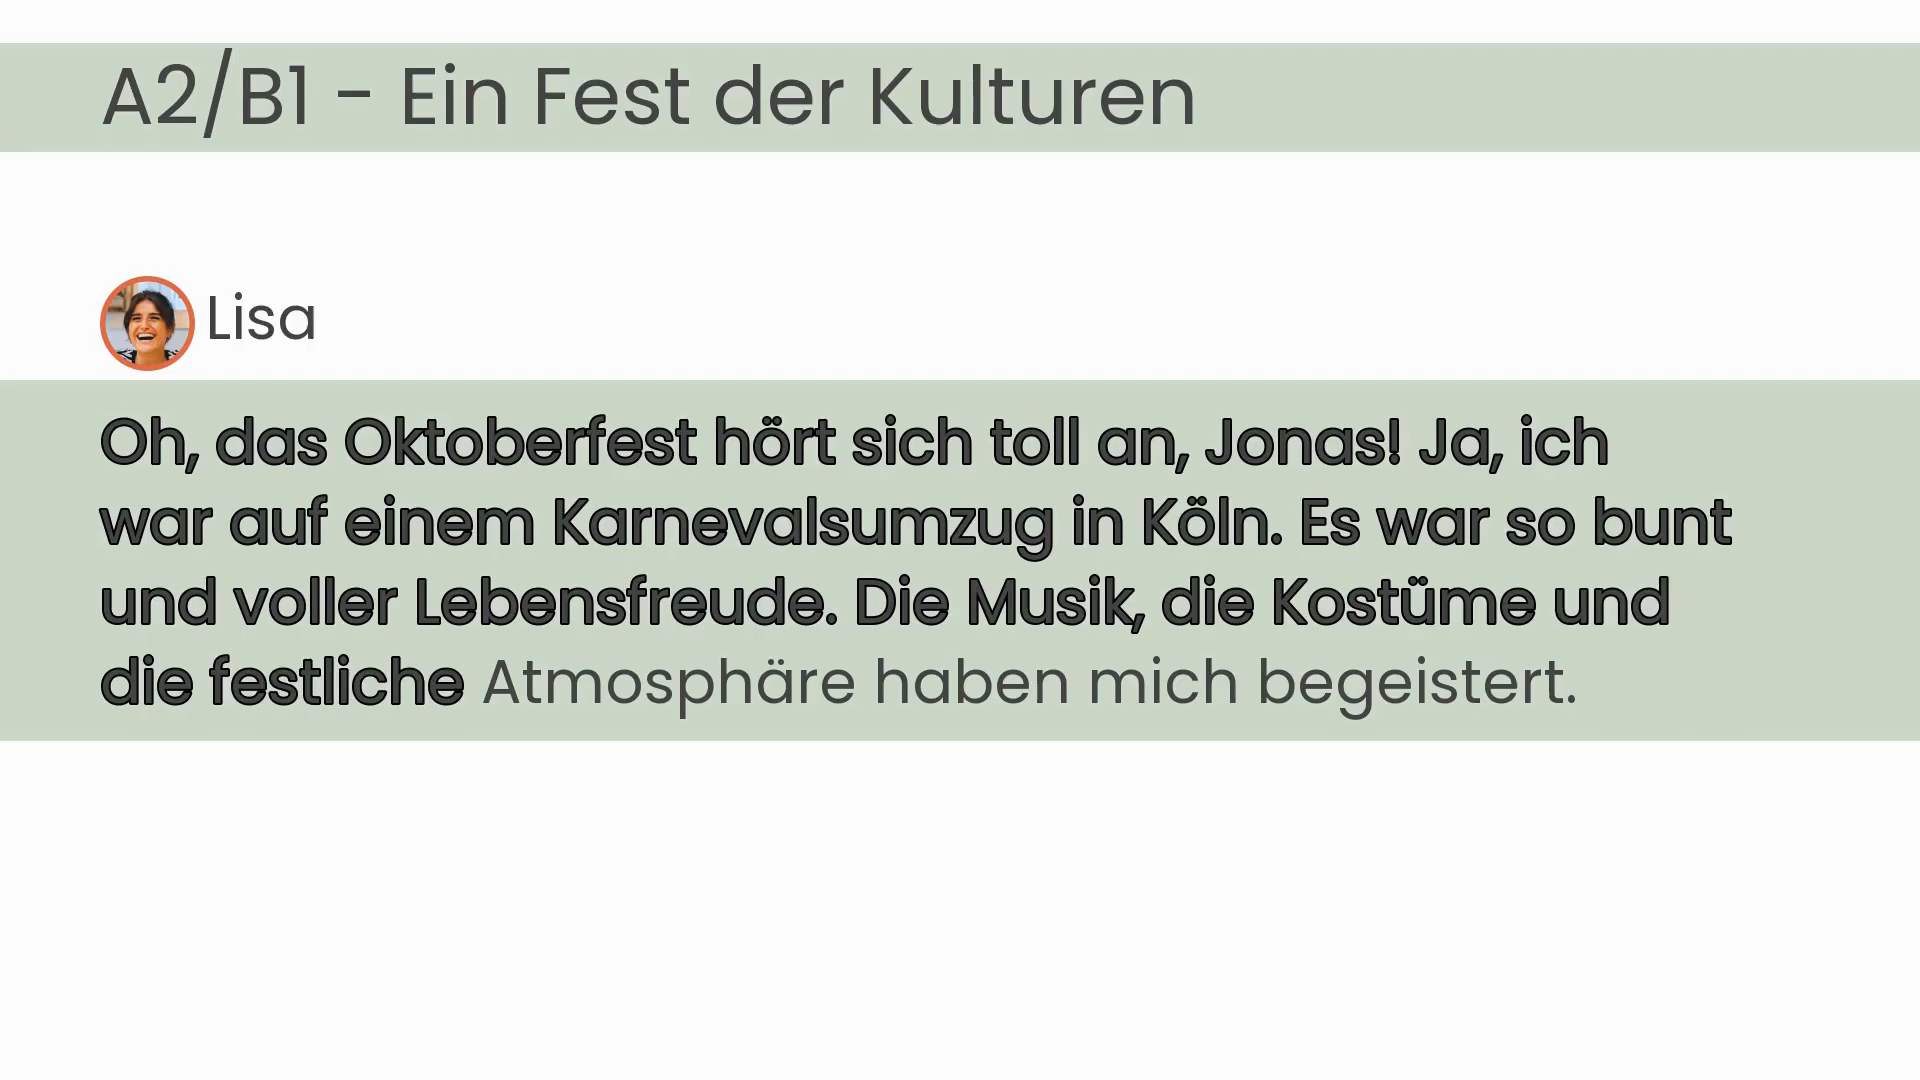 A2/B1 - Ein Fest der Kulturen
Lisa
Oh, das Oktoberfest hört sich toll an, Jonas! Ja, ich
war auf einem Karnevalsumzug in Köln. Es war so bunt
und voller Lebensfreude. Die Musik, die Kostüme und
die festliche Atmosphäre haben mich begeistert.